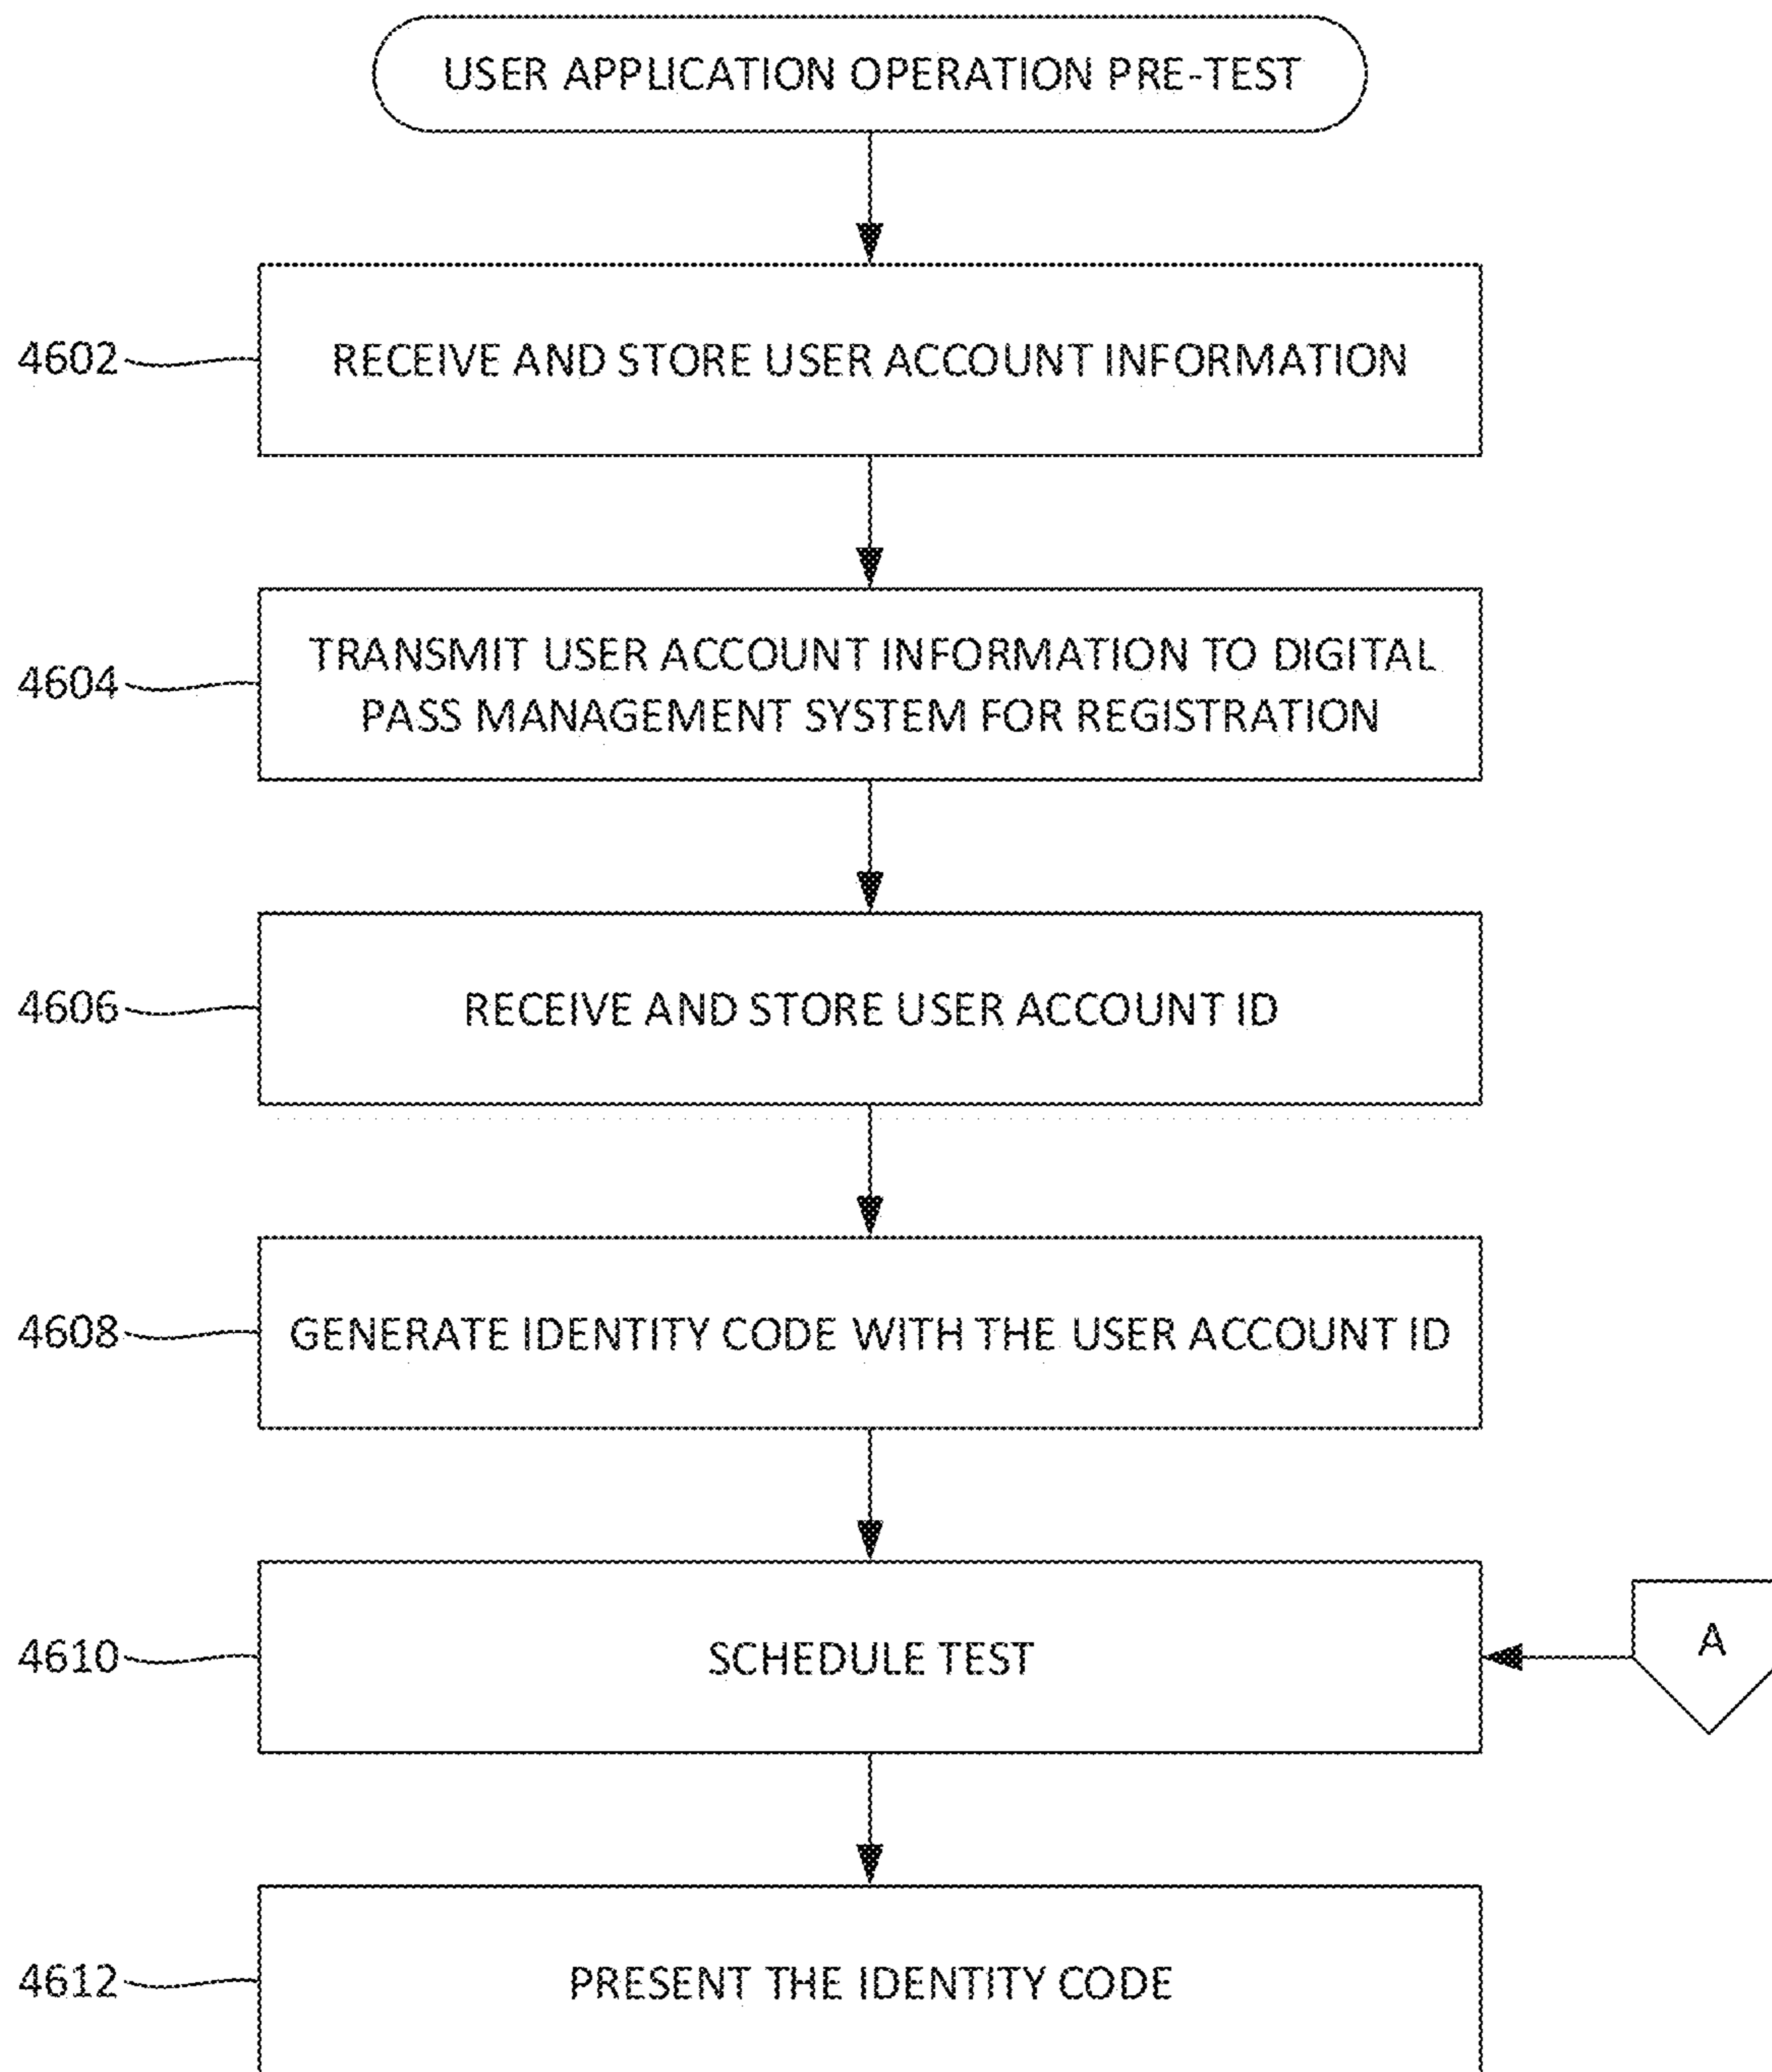 USER APPLICATION OPERATION PRE-TEST
4602
RECEIVE AND STORE USER ACCOUNT INFORMATION
4604
TRANSMIT USER ACCOUNT INFORMATION TO DIGITAL
PASS MANAGEMENT SYSTEM FOR REGISTRATION
4606
RECEIVE AND STORE USER ACCOUNT ID
4608
GENERATE IDENTITY CODE WITH THE USER ACCOUNT ID
4610
SCHEDULE TEST
A
4612
PRESENT THE IDENTITY CODE